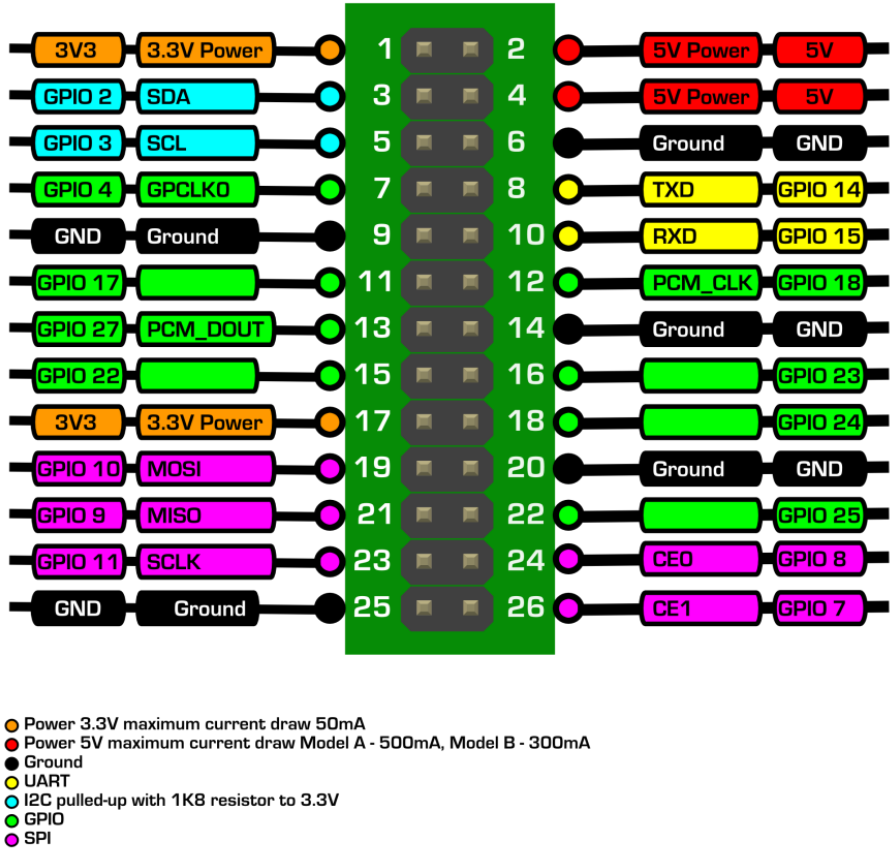 3V3 3.3V Power 1 2 5V Power 5V
GPIO 2 SDA 3 4 5V Power 5V
GPIO 3 SCL 5 6 Ground GND
GPIO 4 GPCLK0 7 8 TXD GPIO 14
GND Ground 9 10 RXD GPIO 15
GPIO 17 11 12 PCM_CLK GPIO 18
GPIO 27 PCM_DOUT 13 14 Ground GND
GPIO 22 15 16 GPIO 23
3V3 3.3V Power 17 18 GPIO 24
GPIO 10 MOSI 19 20 Ground GND
GPIO 9 MISO 21 22 GPIO 25
GPIO 11 SCLK 23 24 CE0 GPIO 8
GND Ground 25 26 CE1 GPIO 7
Power 3.3V maximum current draw 50mA
Power 5V maximum current draw Model A - 500mA, Model B - 300mA
Ground
UART
I2C pulled-up with 1K8 resistor to 3.3V
GPIO
SPI